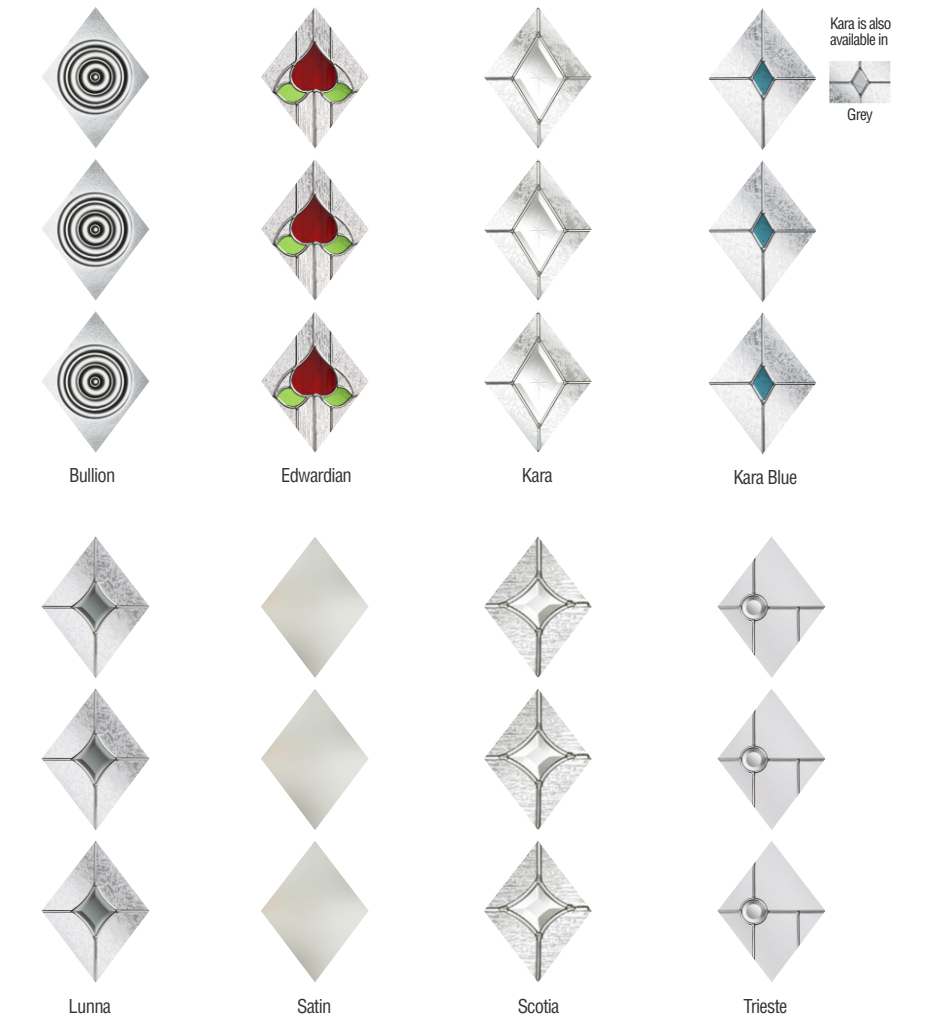 Kara is also
available in
Grey
Bullion
Edwardian
Kara
Kara Blue
Lunna
Satin
Scotia
Trieste